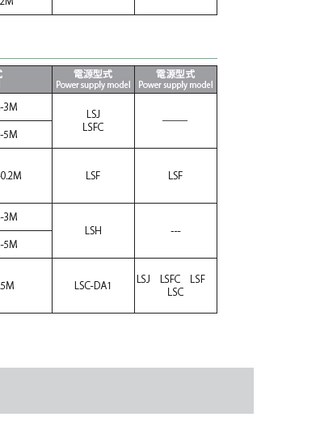 2M
式
電源型式 電源型式
Power supply model Power supply model
-3M
LSJ
LSFC
——
-5M
0.2M LSF LSF
-3M
LSH ---
-5M
5M LSC-DA1 LSJ LSFC LSF
LSC